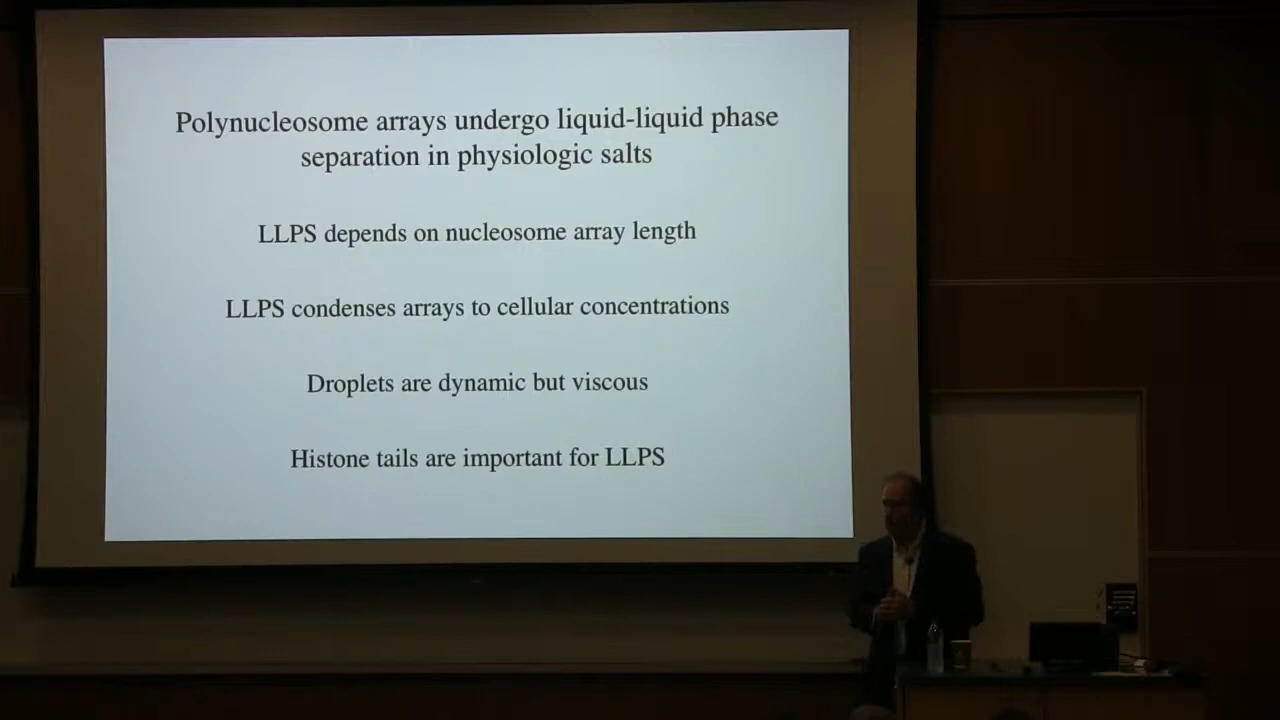 Polynucleosome arrays undergo liquid-liquid phase
separation in physiologic salts
LLPS depends on nucleosome array length
LLPS condenses arrays to cellular concentrations
Droplets are dynamic but viscous
Histone tails are important for LLPS